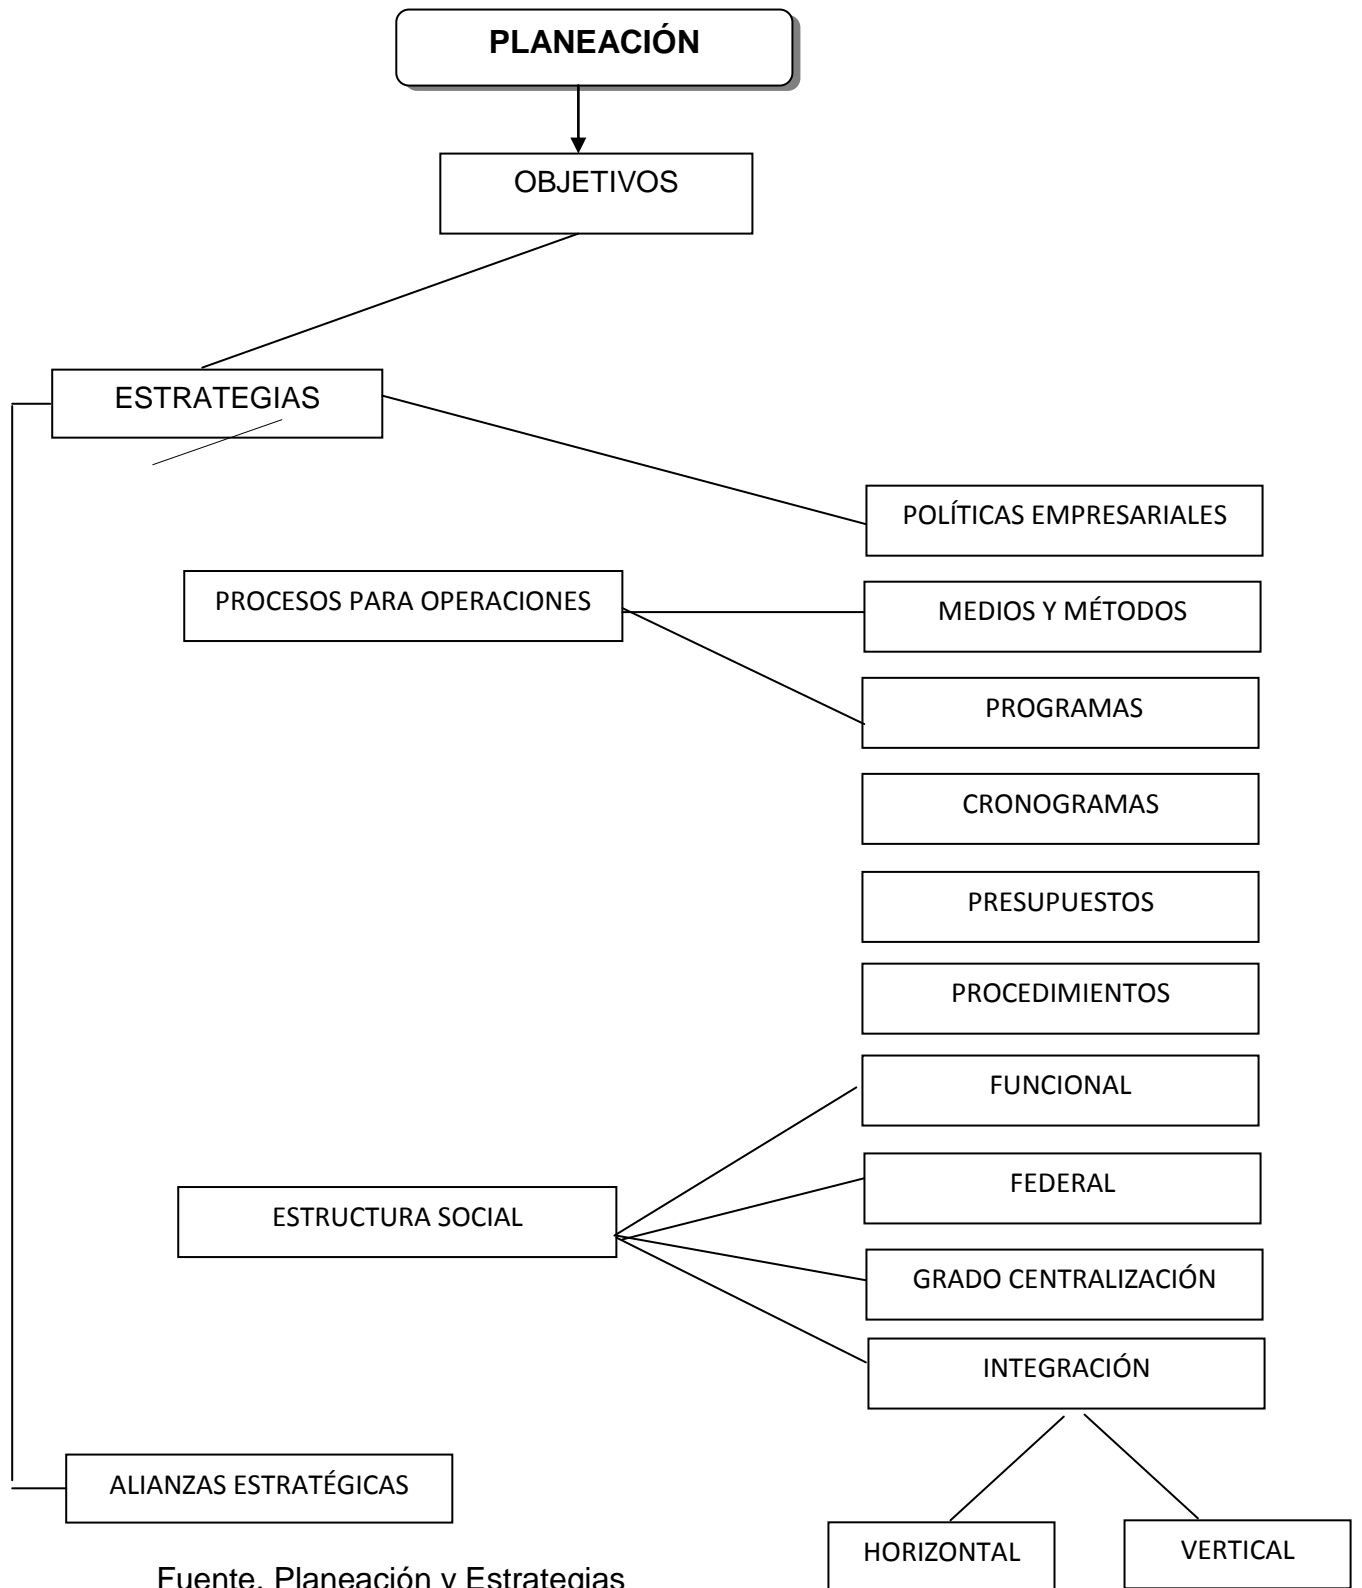 PLANEACIÓN
OBJETIVOS
ESTRATEGIAS
POLÍTICAS EMPRESARIALES
PROCESOS PARA OPERACIONES
MEDIOS Y MÉTODOS
PROGRAMAS
CRONOGRAMAS
PRESUPUESTOS
PROCEDIMIENTOS
FUNCIONAL
FEDERAL
ESTRUCTURA SOCIAL
GRADO CENTRALIZACIÓN
INTEGRACIÓN
ALIANZAS ESTRATÉGICAS
HORIZONTAL
VERTICAL
Fuente. Planeación y Estrategias